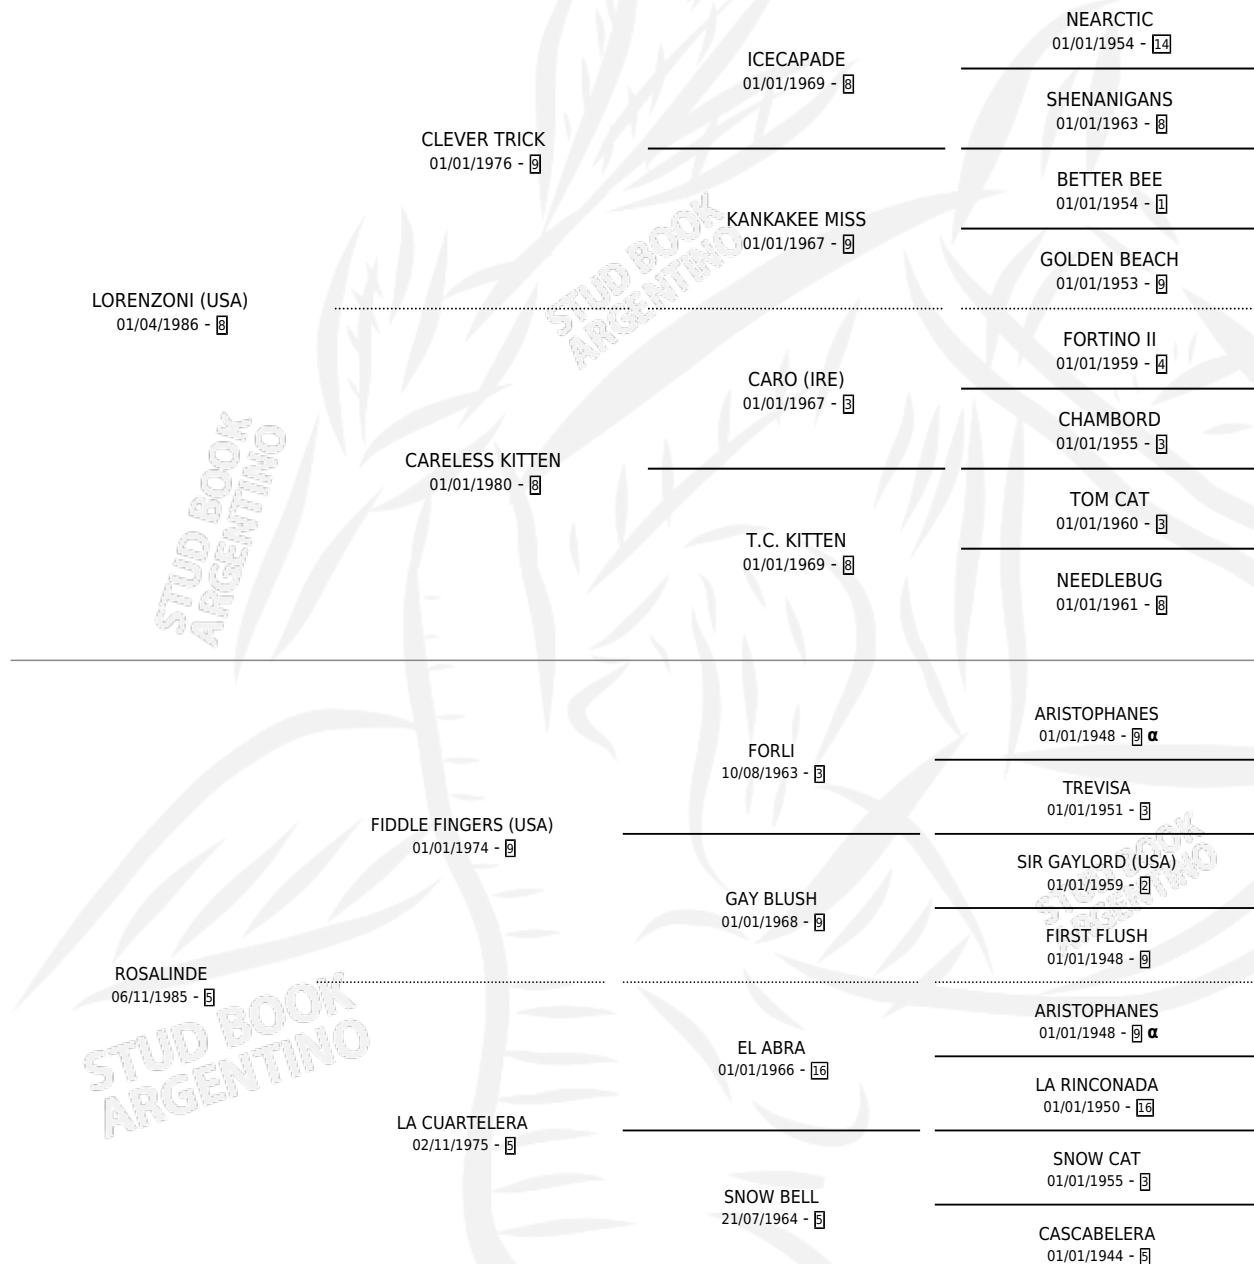 NEARCTIC
01/01/1954 - 14
ICECAPADE
01/01/1969 - 8
SHENANIGANS
01/01/1963 - 8
CLEVER TRICK
01/01/1976 - 9
BETTER BEE
01/01/1954 - 1
KANKAKEE MISS
01/01/1967 - 9
GOLDEN BEACH
01/01/1953 - 9
LORENZONI (USA)
01/04/1986 - 8
FORTINO II
01/01/1959 - 4
CARO (IRE)
01/01/1967 - 3
CHAMBORD
01/01/1955 - 3
CARELESS KITTEN
01/01/1980 - 8
TOM CAT
01/01/1960 - 3
T.C. KITTEN
01/01/1969 - 8
NEEDLEBUG
01/01/1961 - 8
STUD BOOK
ARGENTINO
STUD BOOK
ARGENTINO
ARISTOPHANES
01/01/1948 - 9 α
FORLI
10/08/1963 - 3
TREVISA
01/01/1951 - 3
FIDDLE FINGERS (USA)
01/01/1974 - 9
SIR GAYLORD (USA)
01/01/1959 - 2
GAY BLUSH
01/01/1968 - 9
FIRST FLUSH
01/01/1948 - 9
ROSALINDE
06/11/1985 - 5
ARISTOPHANES
01/01/1948 - 9 α
EL ABRA
01/01/1966 - 16
LA RINCONADA
01/01/1950 - 16
LA CUARTELERA
02/11/1975 - 5
SNOW CAT
01/01/1955 - 3
SNOW BELL
21/07/1964 - 5
CASCABELERA
01/01/1944 - 5
STUD BOOK
ARGENTINO
STUD BOOK
ARGENTINO